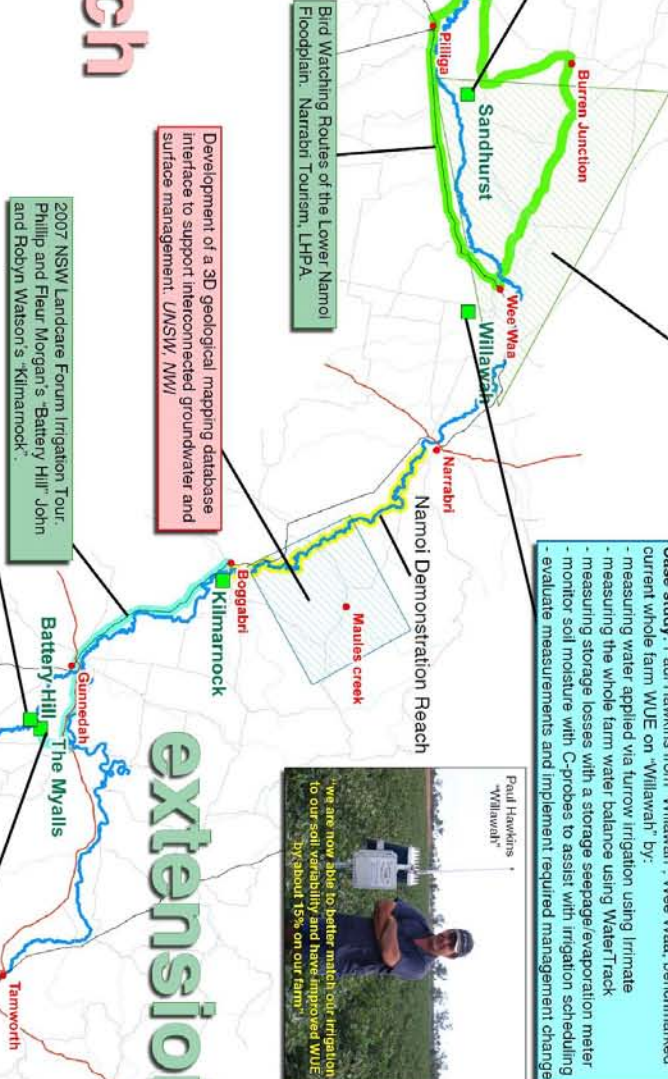 current whole farm WUE on "Willawah" by:
- measuring water applied via furrow irrigation using Irrimate
- measuring the whole farm water balance using WaterTrack
- measuring storage losses with a storage seepage/evaporation meter
- monitor soil moisture with C-probes to assist with irrigation scheduling
- evaluate measurements and implement required management change
Burren Junction
Pilliga
Sandhurst
Wee Waa
Willawah
Narrabri
Namoi Demonstration Reach
Paul Hawkins
"Willawah"
"we are now able to better match our irrigation
to our soil variability and have improved WUE
by about 15% on our farm"
Bird Watching Routes of the Lower Namoi
Floodplain. Narrabri Tourism, LHPA.
Maules creek
Boggabri
Kilmarnock
Development of a 3D geological mapping database
interface to support interconnected groundwater and
surface management. UNSW, NWI
Gunnedah
Battery Hill
The Myalls
extensio
Tamworth
2007 NSW Landcare Forum Irrigation Tour.
Phillip and Fleur Morgan's "Battery Hill" John
and Robyn Watson's "Kilmarnock".
ch